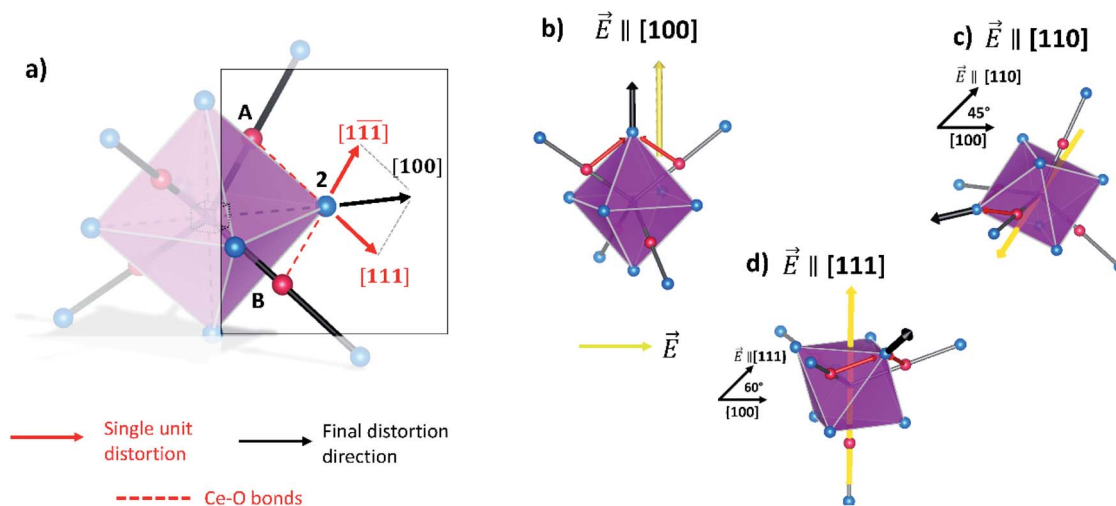 a)
A
[11̅1̅]
[100]
2
[111]
B
Single unit
distortion
Final distortion
direction
Ce-O bonds
b)
E⃗ ∥ [100]
E⃗
c) E⃗ ∥ [110]
E⃗ ∥ [110]
45°
[100]
d) E⃗ ∥ [111]
E⃗ ∥[111)
60°
[100]